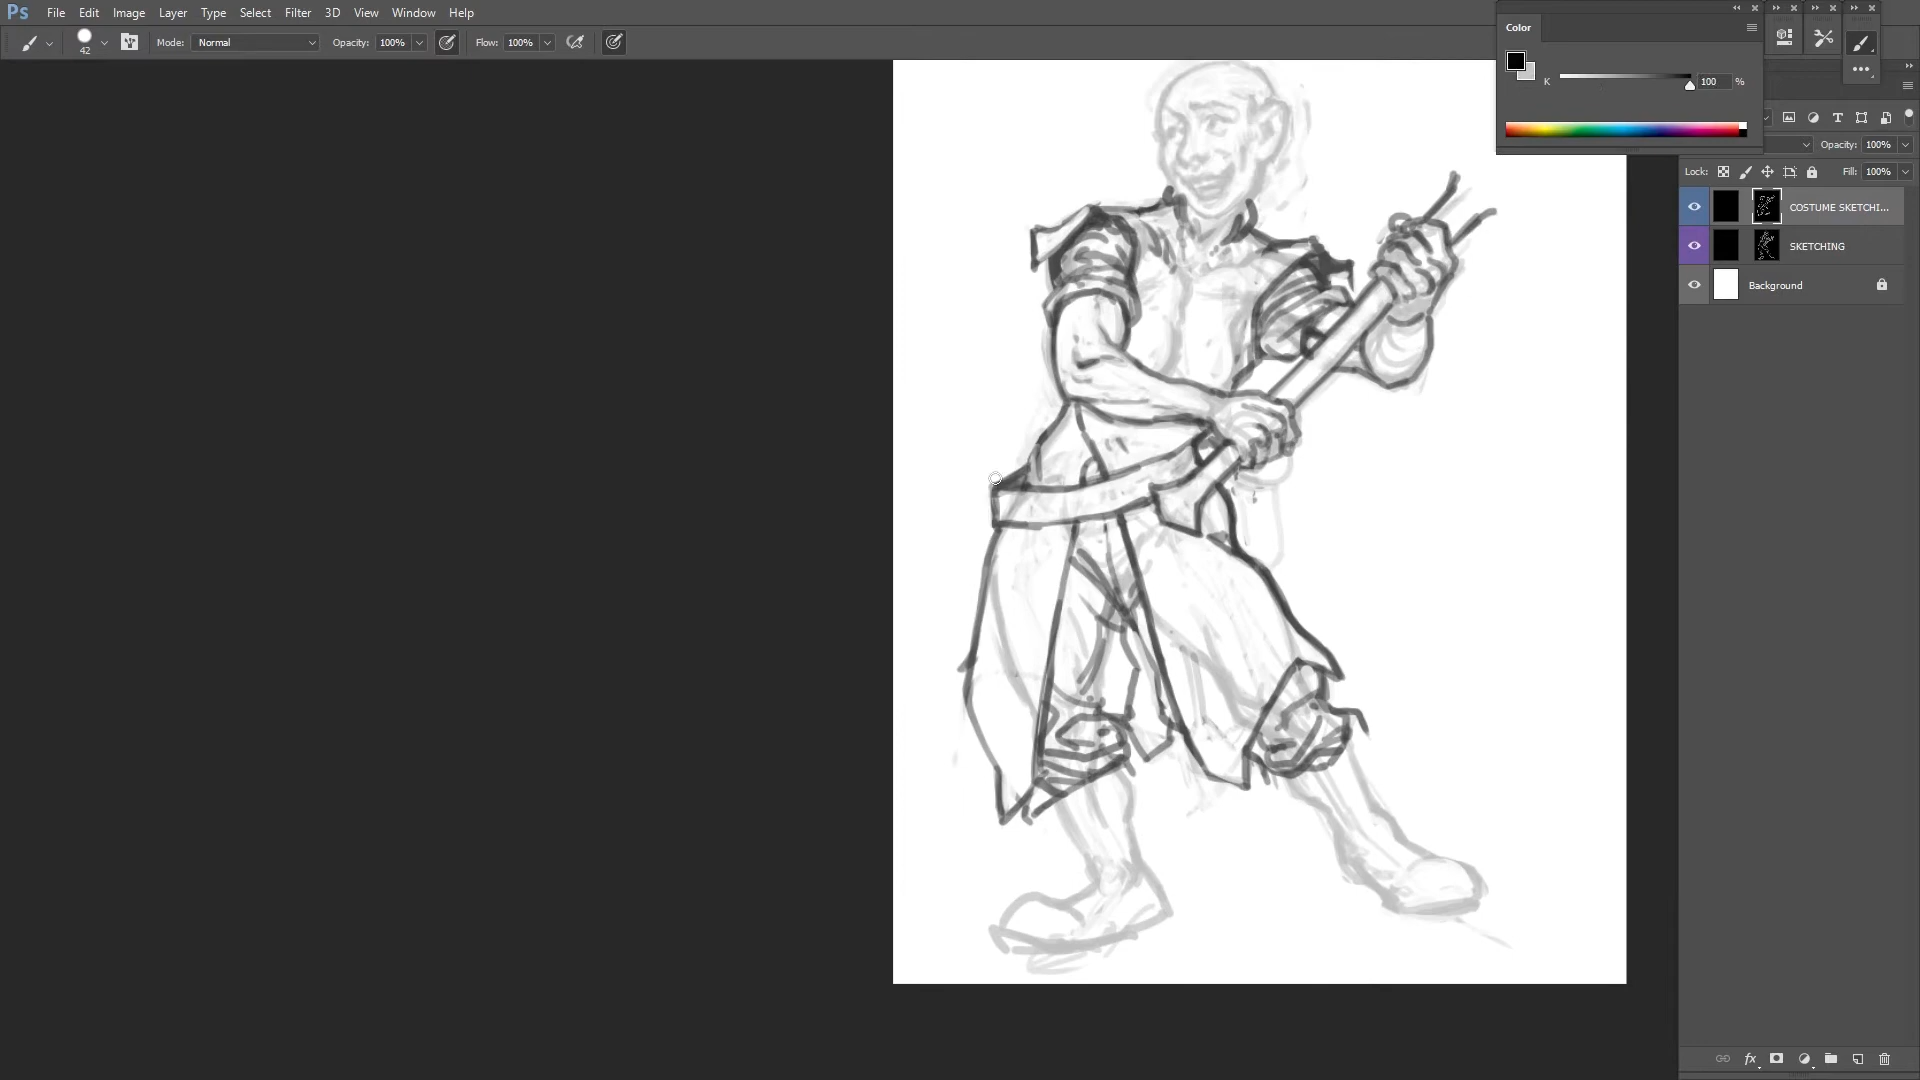 Ps File Edit Image Layer Type Select Filter 3D View Window Help
42 Mode: Normal Opacity: 100% Flow: 100%
Color
K 100 %
Opacity: 100%
Lock: Fill: 100%
COSTUME SKETCHI...
SKETCHING
Background
fx